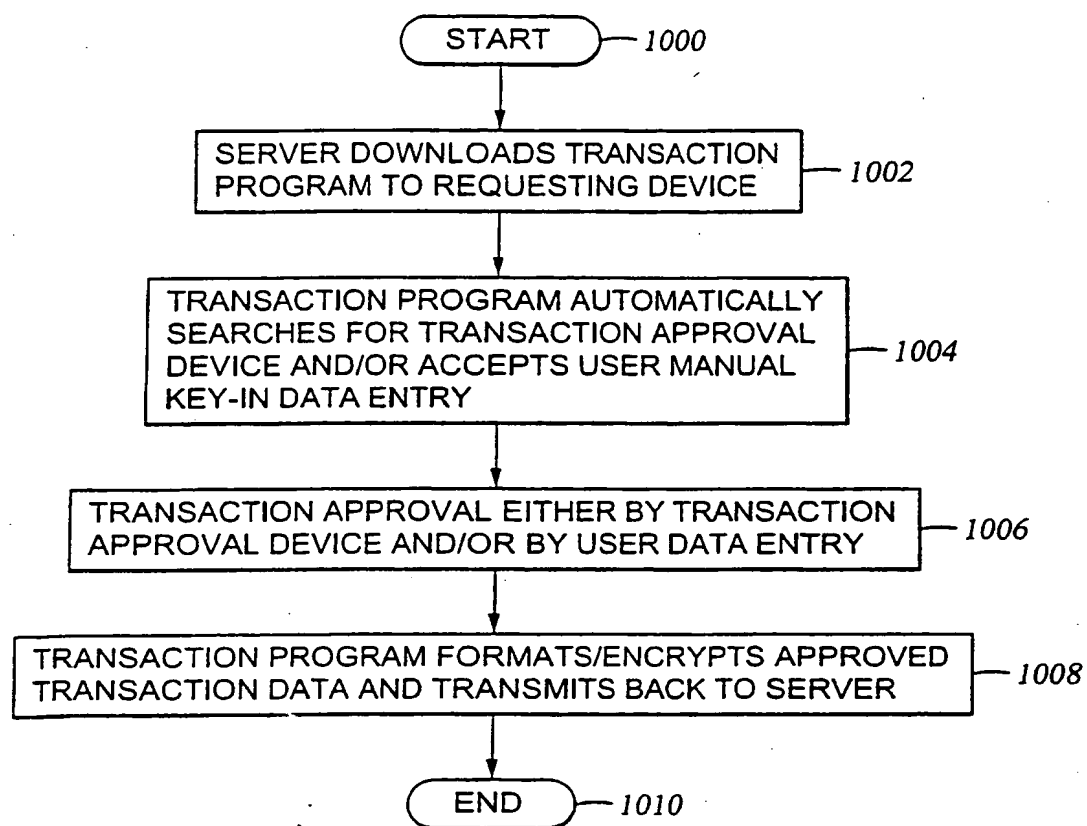 START 1000
SERVER DOWNLOADS TRANSACTION
PROGRAM TO REQUESTING DEVICE
1002
TRANSACTION PROGRAM AUTOMATICALLY
SEARCHES FOR TRANSACTION APPROVAL
DEVICE AND/OR ACCEPTS USER MANUAL
KEY-IN DATA ENTRY
1004
TRANSACTION APPROVAL EITHER BY TRANSACTION
APPROVAL DEVICE AND/OR BY USER DATA ENTRY
1006
TRANSACTION PROGRAM FORMATS/ENCRYPTS APPROVED
TRANSACTION DATA AND TRANSMITS BACK TO SERVER
1008
END 1010